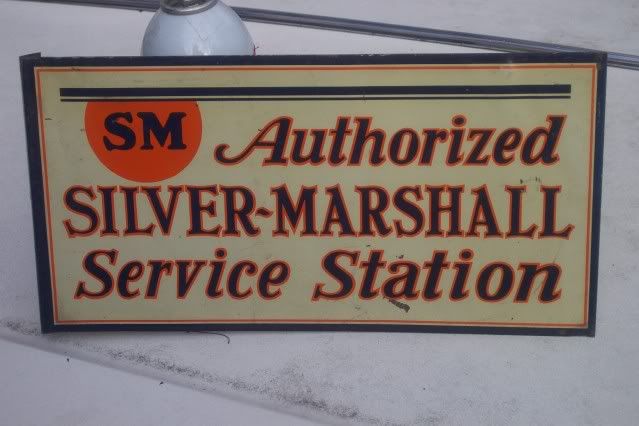 SM
Authorized
SILVER-MARSHALL
Service Station